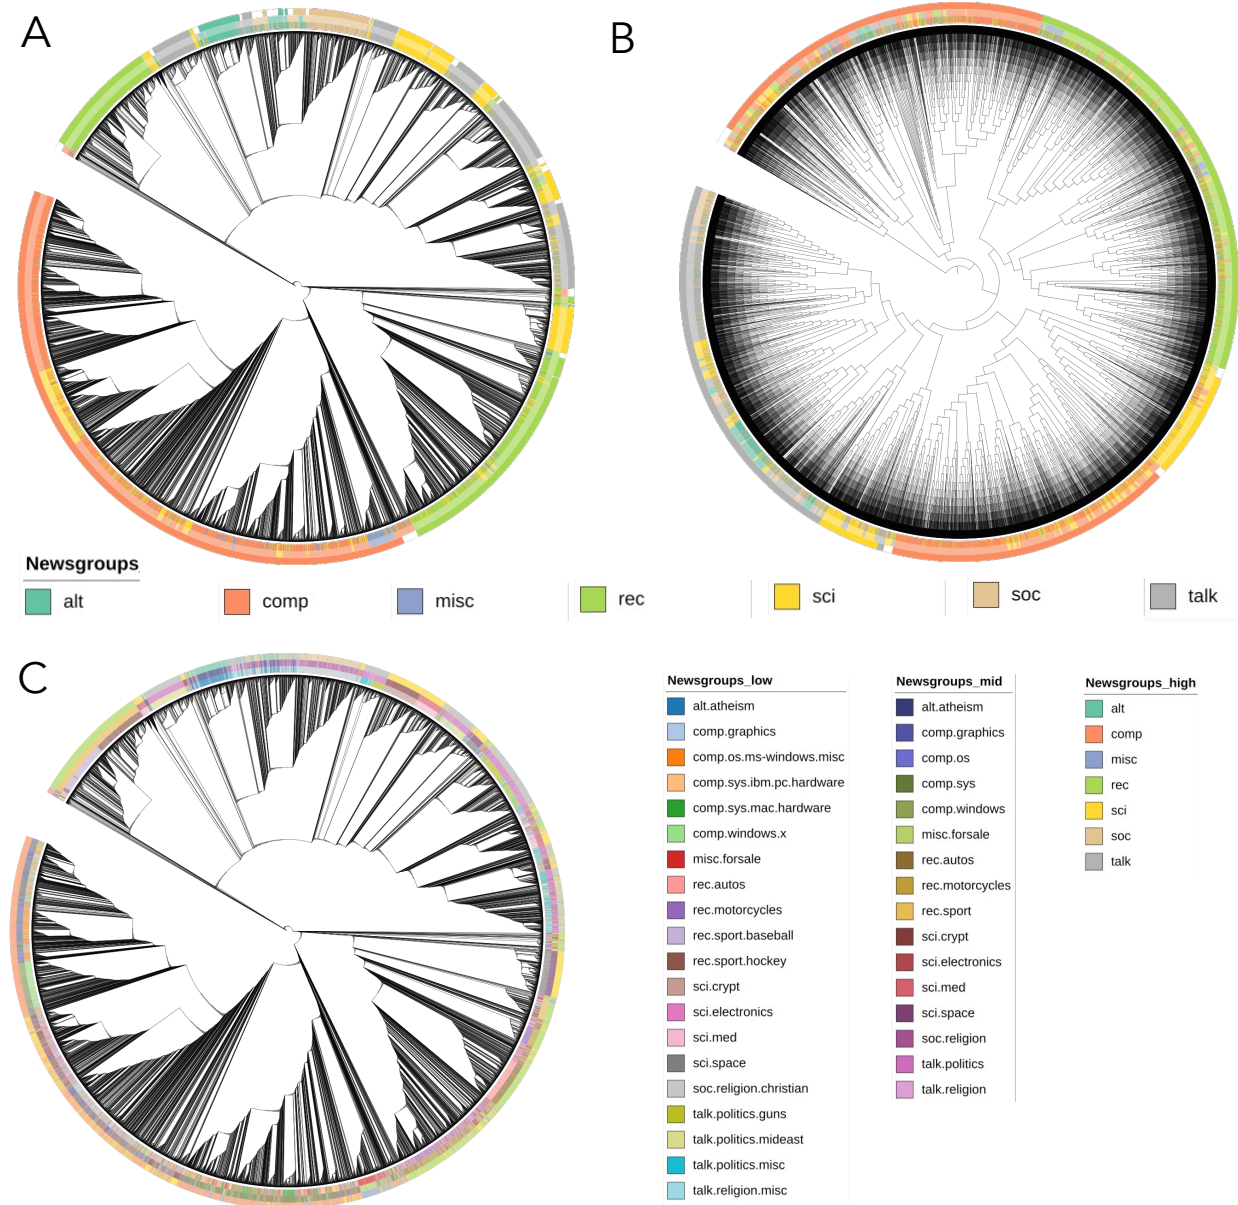 A
B
Newsgroups
alt
comp
misc
rec
sci
soc
talk
C
Newsgroups_low
alt.atheism
comp.graphics
comp.os.ms-windows.misc
comp.sys.ibm.pc.hardware
comp.sys.mac.hardware
comp.windows.x
misc.forsale
rec.autos
rec.motorcycles
rec.sport.baseball
rec.sport.hockey
sci.crypt
sci.electronics
sci.med
sci.space
soc.religion.christian
talk.politics.guns
talk.politics.mideast
talk.politics.misc
talk.religion.misc
Newsgroups_mid
alt.atheism
comp.graphics
comp.os
comp.sys
comp.windows
misc.forsale
rec.autos
rec.motorcycles
rec.sport
sci.crypt
sci.electronics
sci.med
sci.space
soc.religion
talk.politics
talk.religion
Newsgroups_high
alt
comp
misc
rec
sci
soc
talk